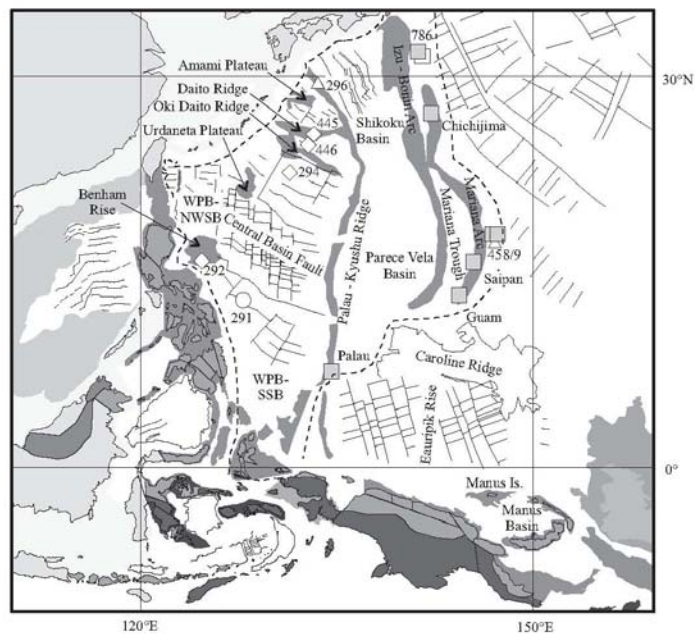 786
30°N
Amami Plateau
296
Izu - Bonin Arc
Daito Ridge
Oki Daito Ridge
445
Shikoku
Basin
Chichijima
Urdaneta Plateau
446
294
Benham
Rise
WPB-
NWSB
Central Basin Fault
Palau - Kyushu Ridge
Mariana Trough
Mariana Arc
Parece Vela
Basin
458/9
Saipan
292
291
Guam
Palau
Caroline Ridge
WPB-
SSB
Eauripik Rise
0°
Manus Is.
Manus
Basin
120°E
150°E